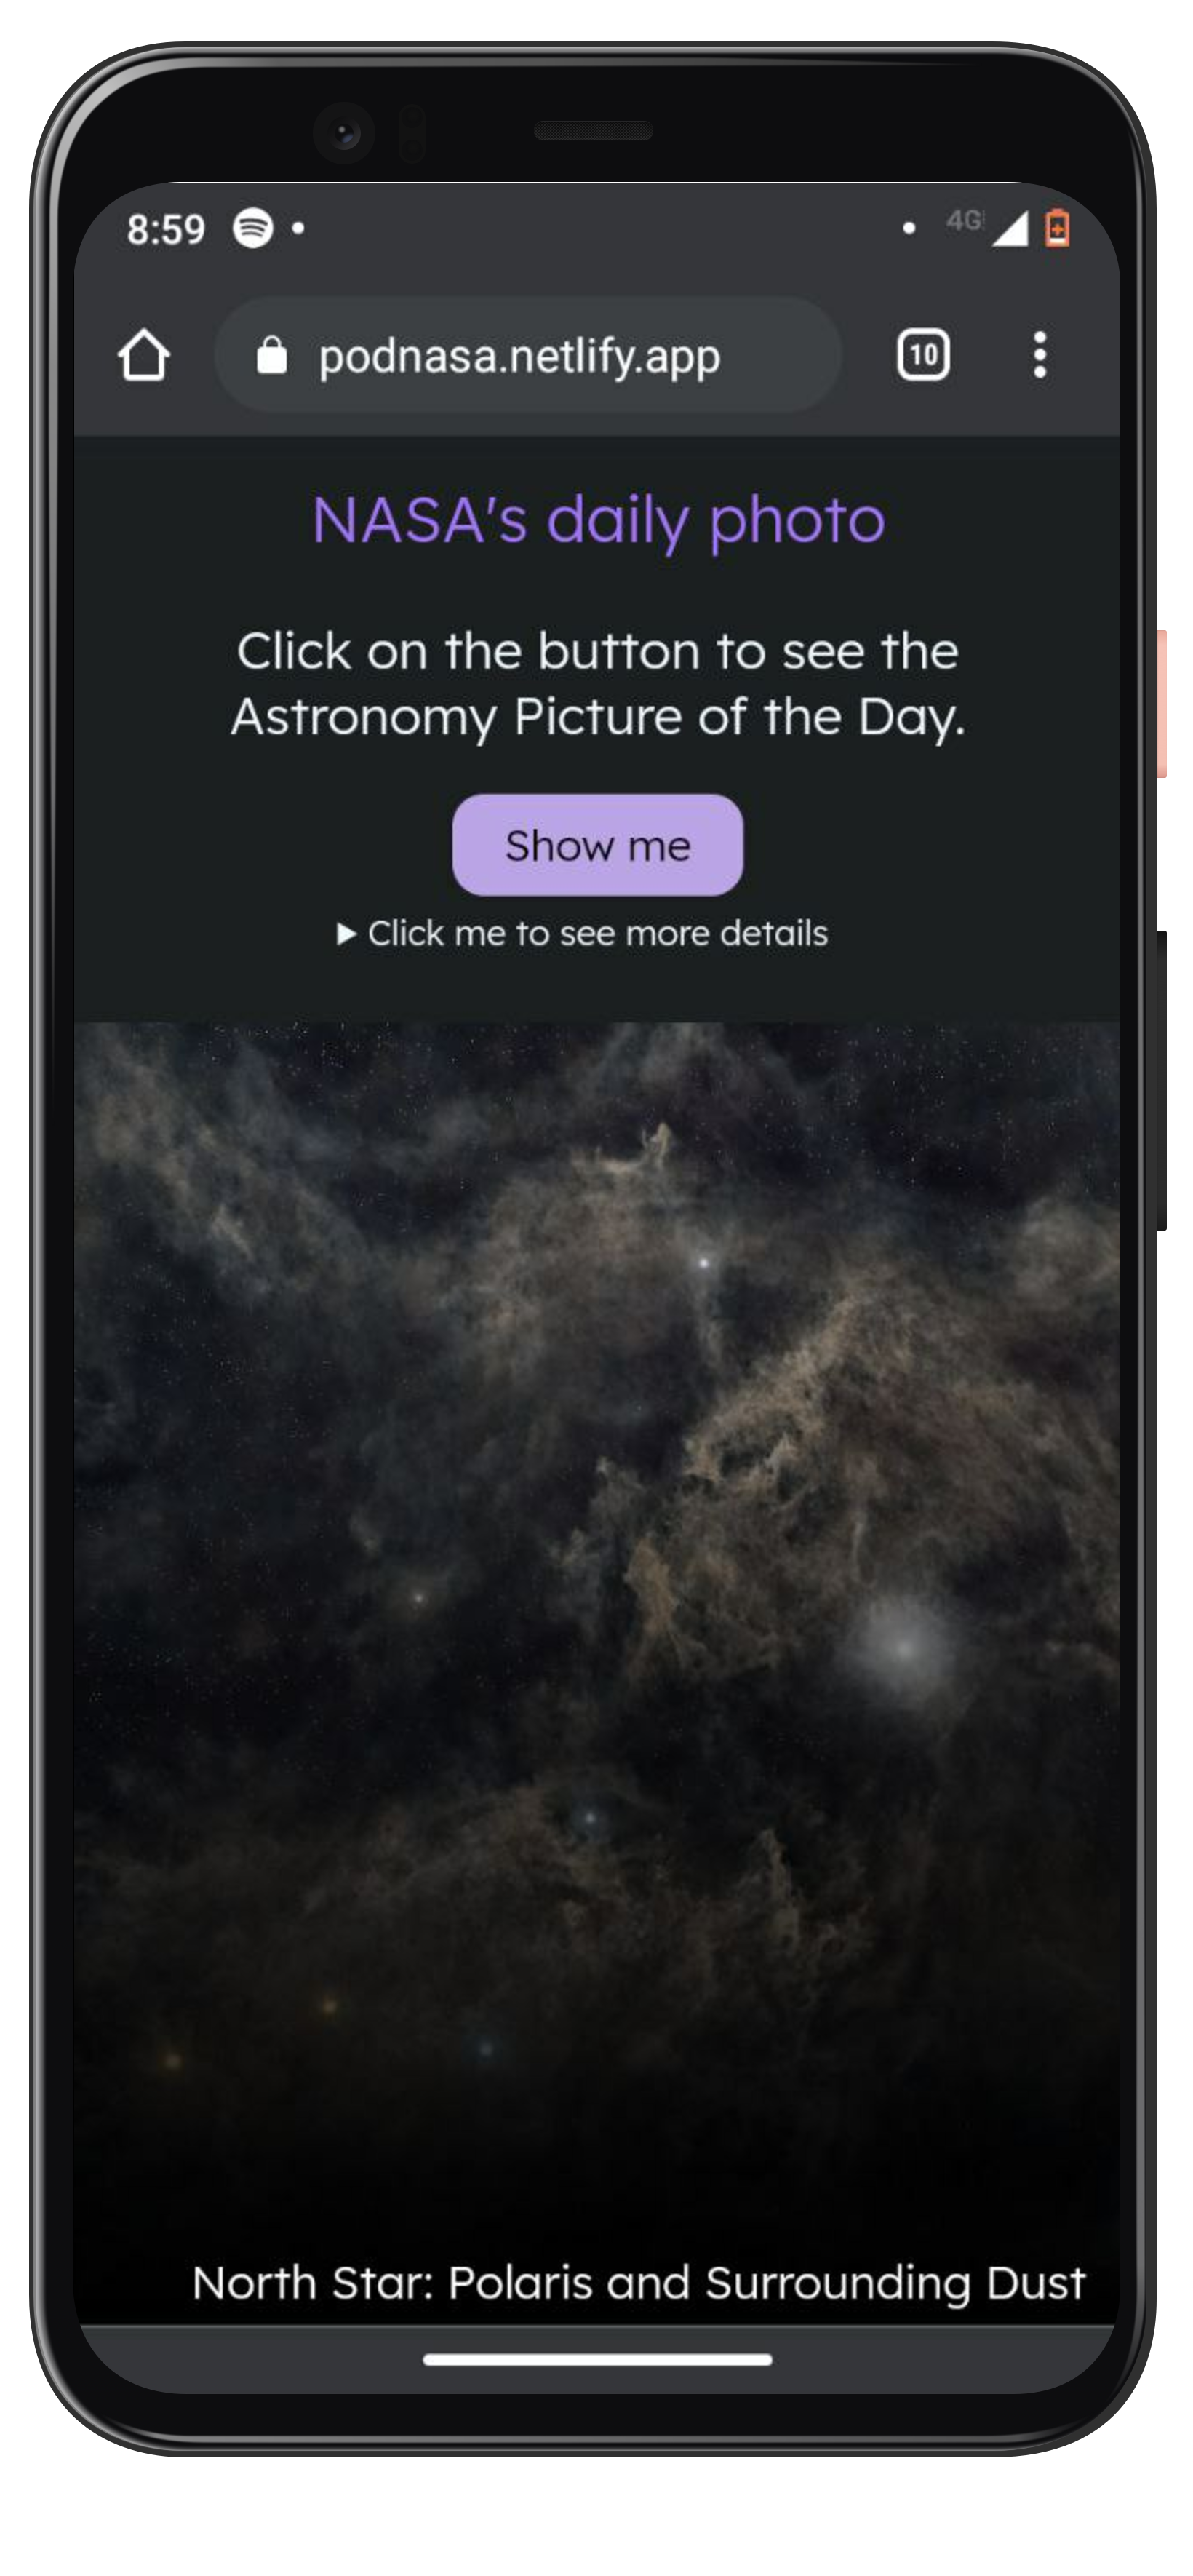 8:59
4G
podnasa.netlify.app
10
NASA's daily photo
Click on the button to see the
Astronomy Picture of the Day.
Show me
▶ Click me to see more details
North Star: Polaris and Surrounding Dust